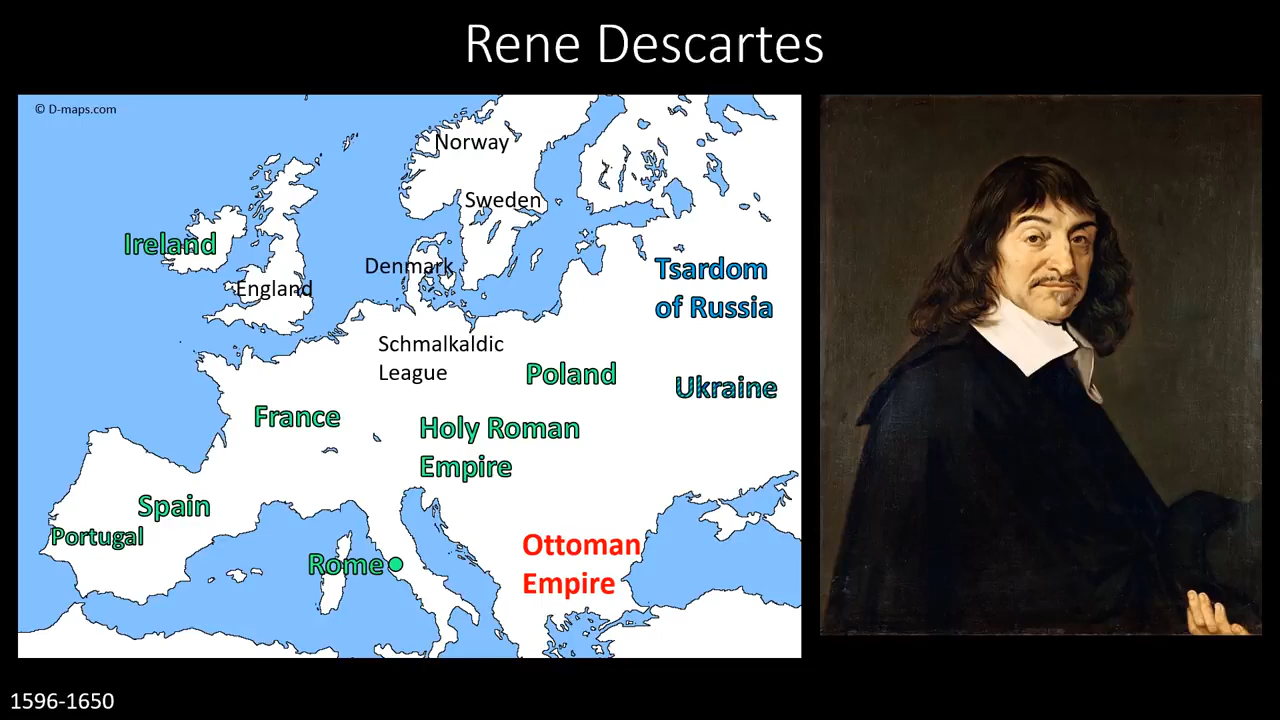 Rene Descartes
© D-maps.com
Norway
Sweden
Ireland
Denmark
England
Tsardom
of Russia
Schmalkaldic
League
Poland
Ukraine
France
Holy Roman
Empire
Spain
Portugal
Rome
Ottoman
Empire
1596-1650